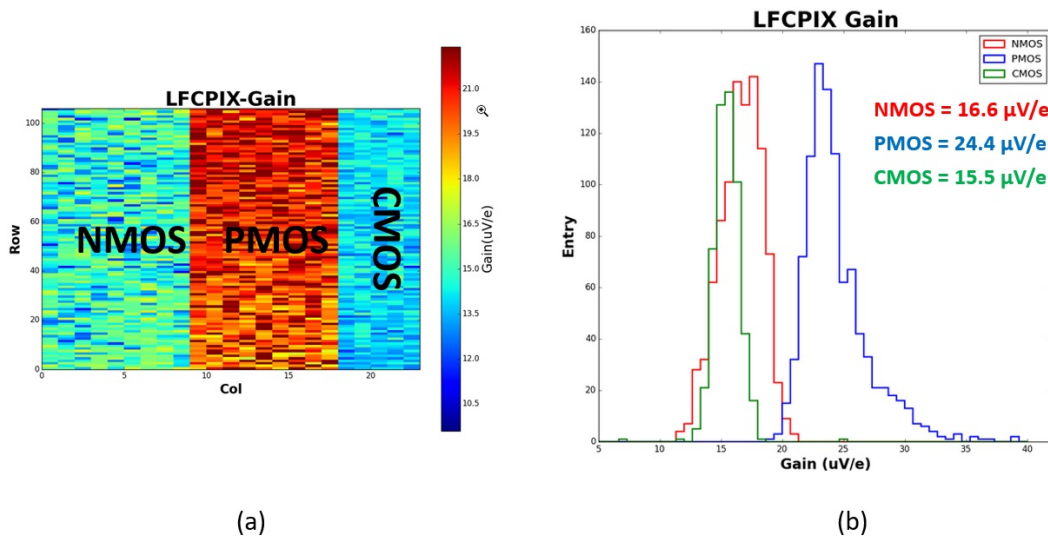 LFCPIX-Gain
100
80
60
40
20
0
Row
0
5
10
15
20
Col
NMOS
PMOS
CMOS
21.0
19.5
18.0
16.5
15.0
13.5
12.0
10.5
Gain(uV/e)
(a)
LFCPIX Gain
160
140
120
100
80
60
40
20
0
Entry
5
10
15
20
25
30
35
40
Gain (uV/e)
NMOS
PMOS
CMOS
NMOS = 16.6 μV/e
PMOS = 24.4 μV/e
CMOS = 15.5 μV/e
(b)